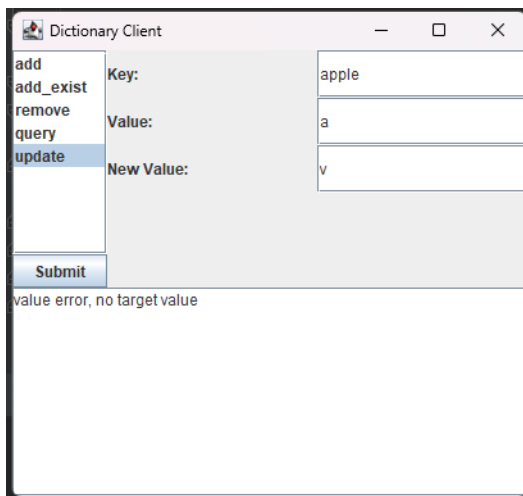 Dictionary Client
add
add_exist
remove
query
update
Key:
apple
Value:
a
New Value:
v
Submit
value error, no target value